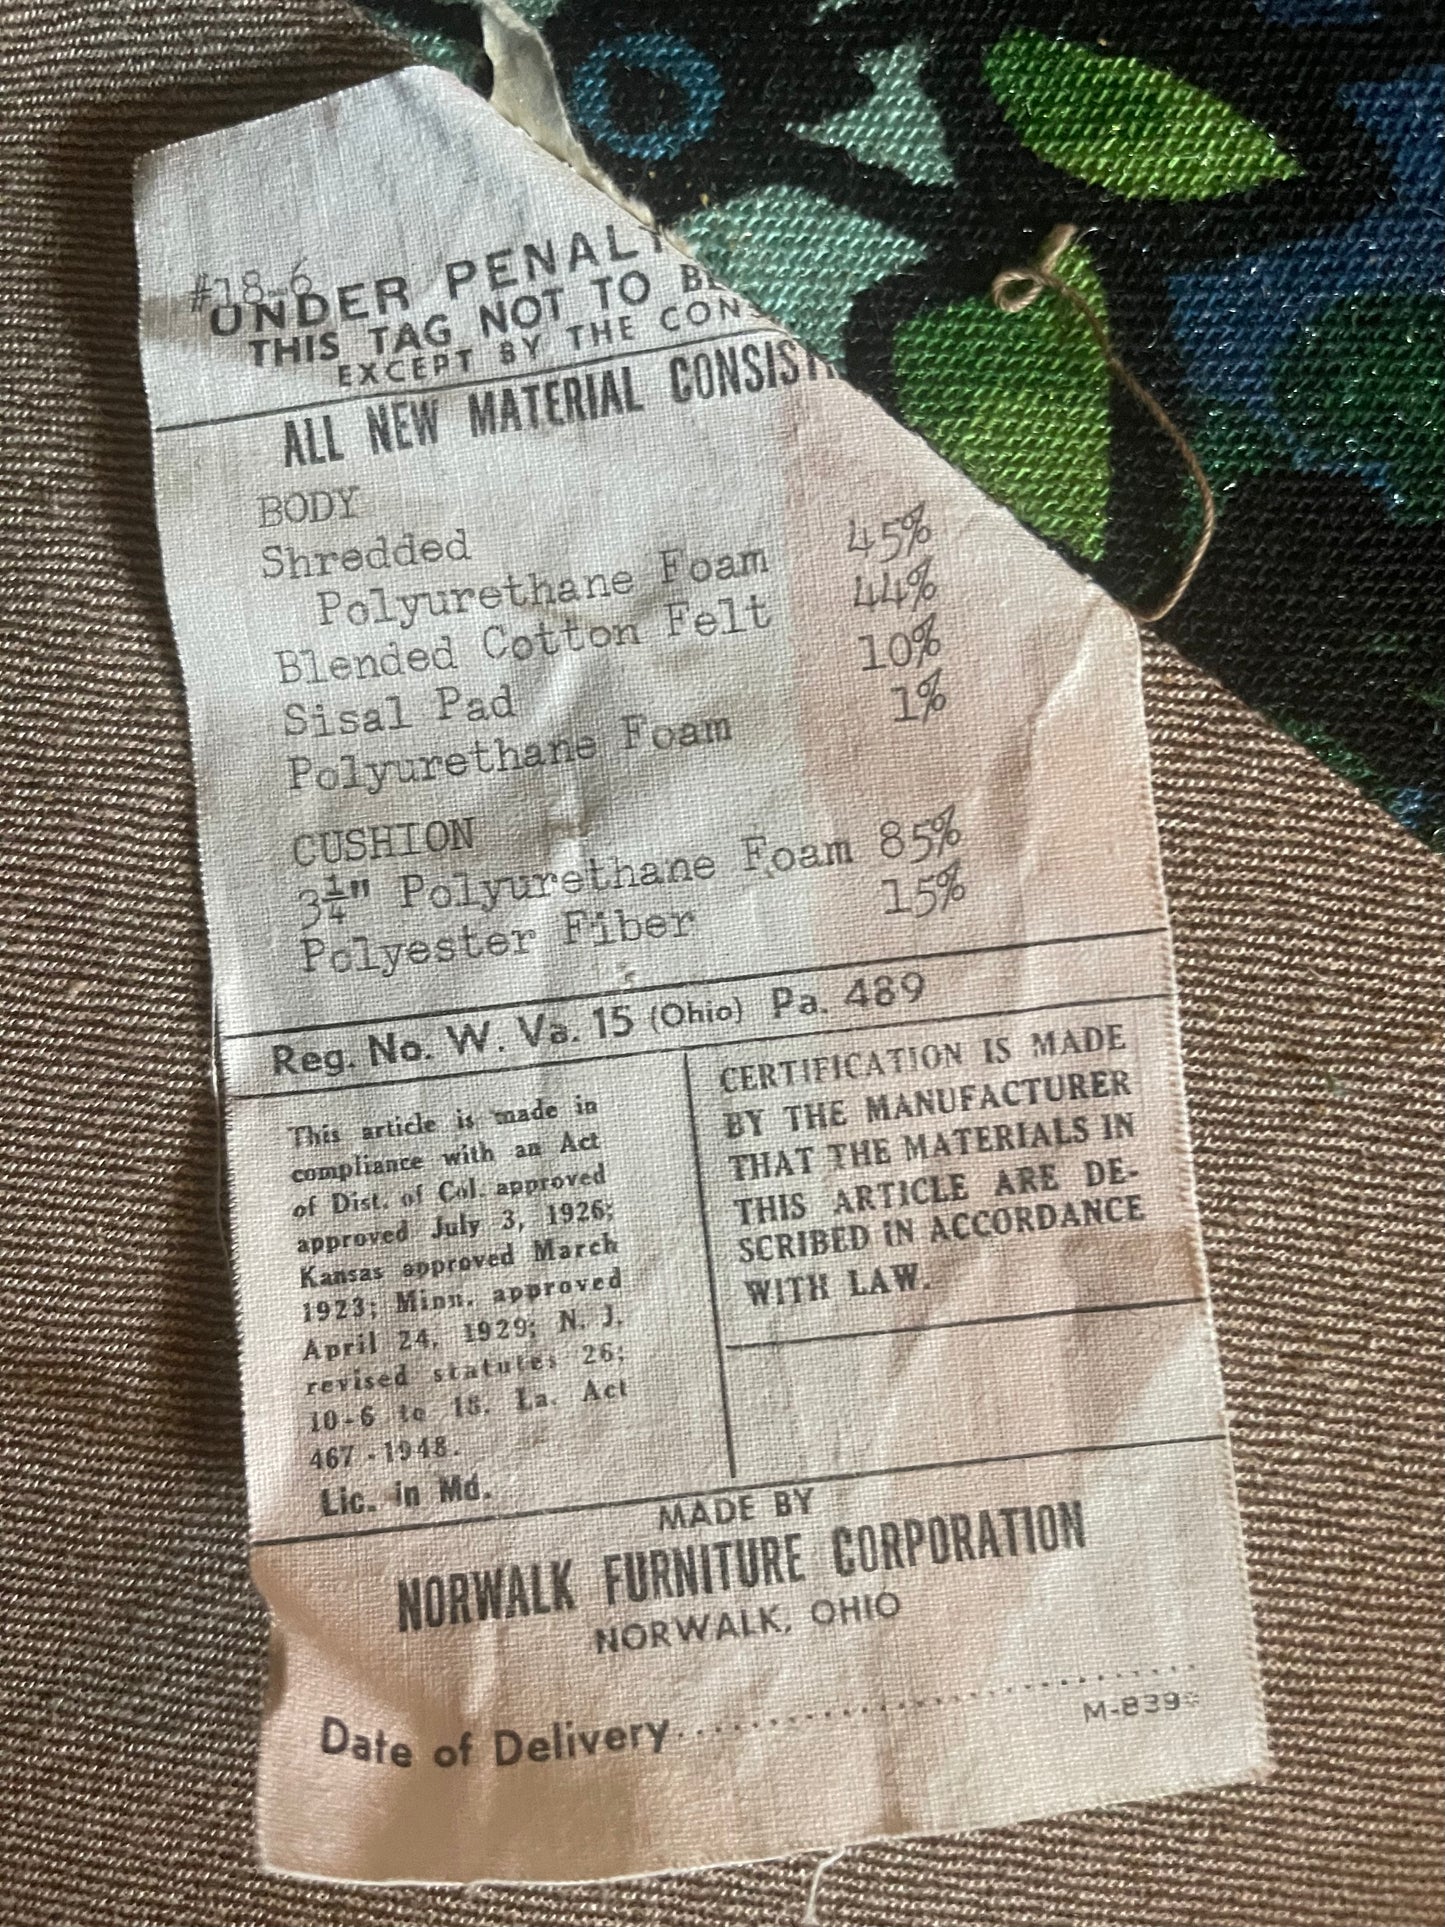 #18-6
UNDER PENALTY
THIS TAG NOT TO BE
EXCEPT BY THE CONS
ALL NEW MATERIAL CONSIST
BODY
Shredded
Polyurethane Foam 45%
Blended Cotton Felt 44%
Sisal Pad 10%
Polyurethane Foam 1%
CUSHION
3¼" Polyurethane Foam 85%
Polyester Fiber 15%
Reg. No. W. Va. 15 (Ohio) Pa. 489
This article is made in
compliance with an Act
of Dist. of Col. approved
approved July 3, 1926;
Kansas approved March
1923; Minn. approved
April 24, 1929; N. J.
revised statutes 26;
10-6 to 18. La. Act
467 - 1948.
Lic. in Md.
CERTIFICATION IS MADE
BY THE MANUFACTURER
THAT THE MATERIALS IN
THIS ARTICLE ARE DE-
SCRIBED IN ACCORDANCE
WITH LAW.
MADE BY
NORWALK FURNITURE CORPORATION
NORWALK, OHIO
Date of Delivery
M-839